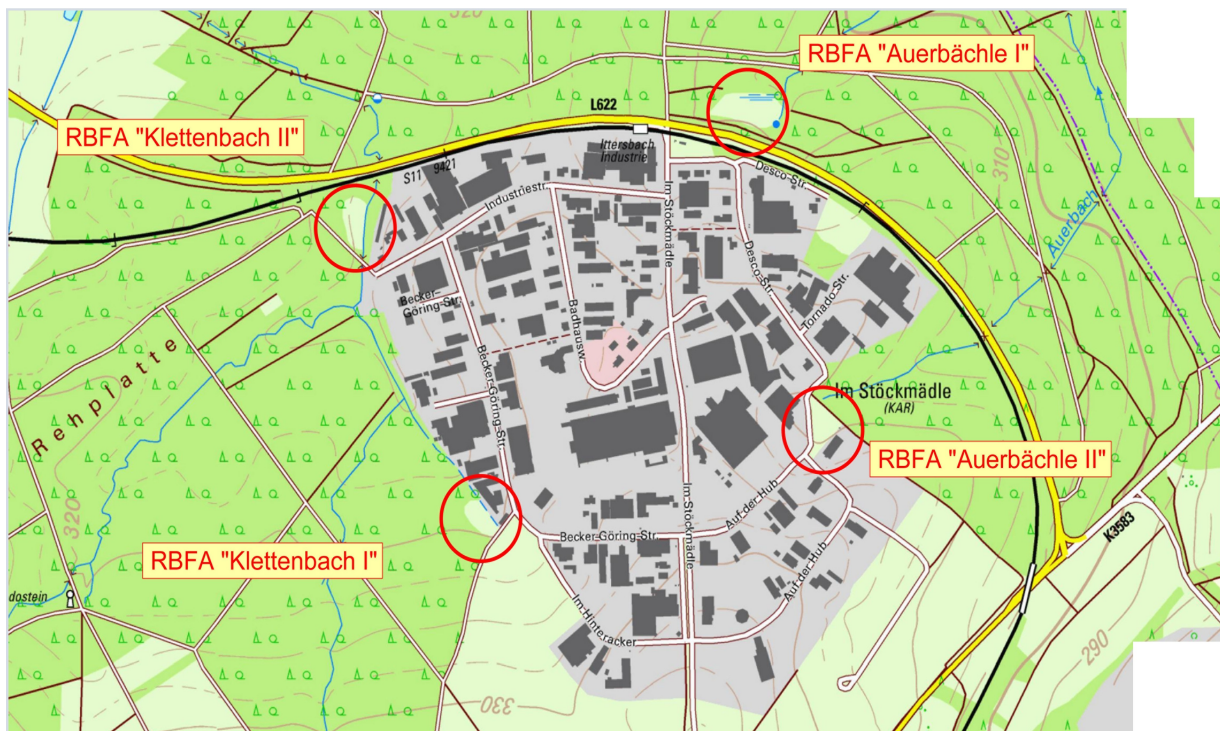 320
RBFA "Auerbächle I"
L622
RBFA "Klettenbach II"
Ittersbach
Industrie
S11
9421
Desco-Str.
310
Industriestr.
Im Stöckmädle
Auerbach
Desco-Str.
Becker-
Göring-Str.
Tornado-Str.
Badhausw.
Rehplatte
Becker-Göring-Str.
Im Stöckmädle
(KAR)
RBFA "Auerbächle II"
320
Im Stöckmädle
Auf der Hub
K3583
Becker-Göring-Str.
RBFA "Klettenbach I"
Auf der Hub
dostein
Im Hinteracker
290
330